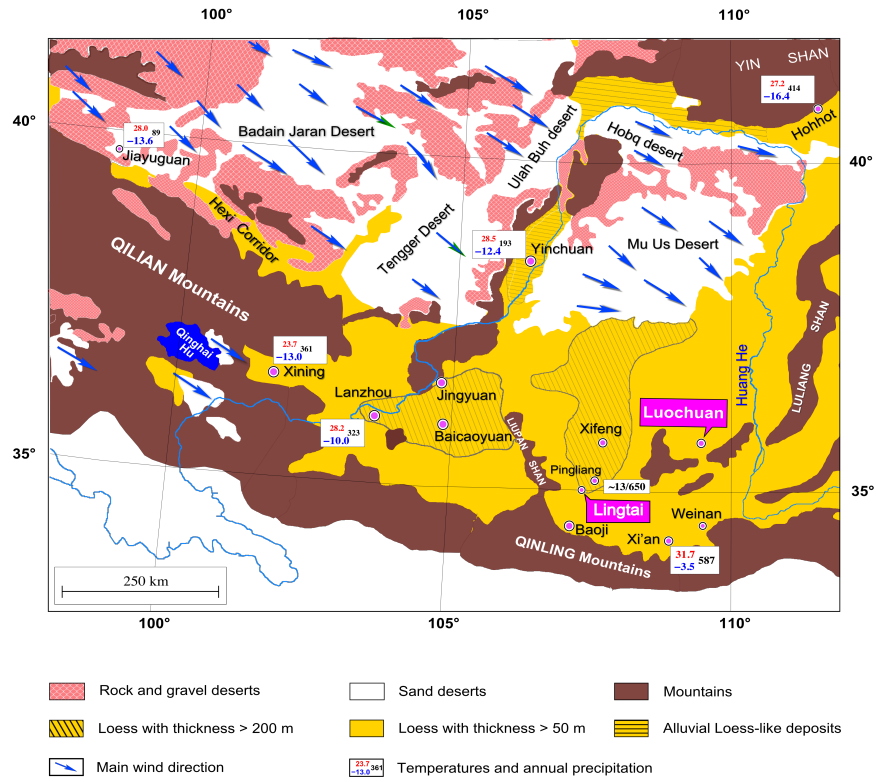 100°
105°
110°
YIN SHAN
27.2
414
−16.4
Hohhot
40°
28.0
89
−13.6
Jiayuguan
Badain Jaran Desert
Ulah Buh desert
Hobq desert
40°
Hexi Corridor
QILIAN Mountains
Tengger Desert
28.5
193
−12.4
Yinchuan
Mu Us Desert
Qinghai
Hu
23.7
361
−13.0
Xining
Lanzhou
Jingyuan
28.2
323
−10.0
Baicaoyuan
LIUPAN SHAN
Xifeng
Luochuan
Huang He
LULIANG SHAN
35°
Pingliang
~13/650
35°
Lingtai
Weinan
Baoji
Xi'an
31.7
587
−3.5
QINLING Mountains
250 km
100°
105°
110°
Rock and gravel deserts
Sand deserts
Mountains
Loess with thickness > 200 m
Loess with thickness > 50 m
Alluvial Loess-like deposits
Main wind direction
23.7
361
−13.0
Temperatures and annual precipitation